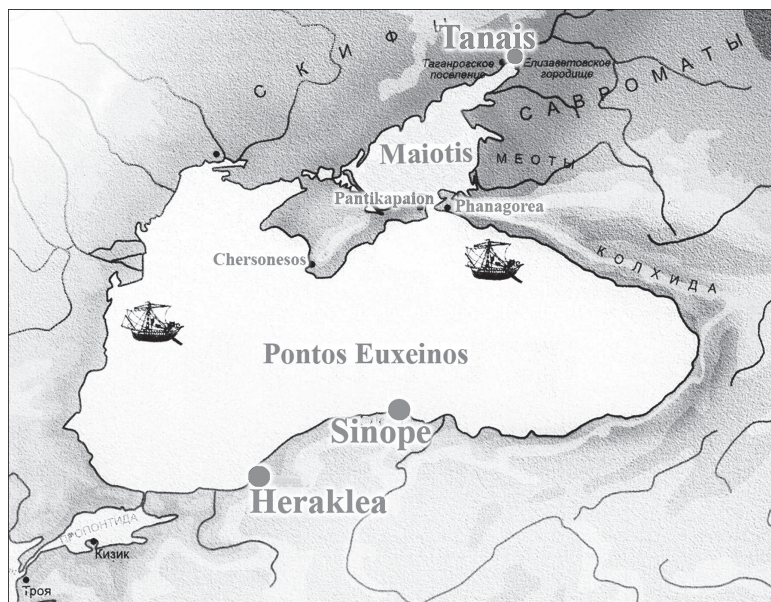 СКИФЫ
Tanais
Таганрогское
поселение
Елизаветовское
городище
САВРОМАТЫ
Maiotis
МЕОТЫ
Pantikapaion
Phanagorea
Chersonesos
КОЛХИДА
Pontos Euxeinos
Sinope
Heraklea
ПРОПОНТИДА
Кизик
Троя